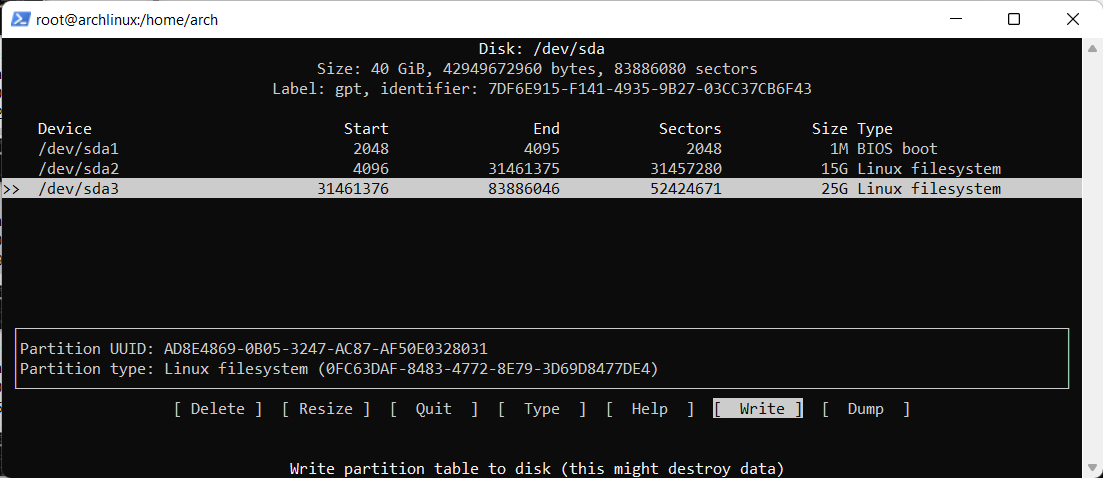 root@archlinux:/home/arch
Disk: /dev/sda
Size: 40 GiB, 42949672960 bytes, 83886080 sectors
Label: gpt, identifier: 7DF6E915-F141-4935-9B27-03CC37CB6F43
Device Start End Sectors Size Type
/dev/sda1 2048 4095 2048 1M BIOS boot
/dev/sda2 4096 31461375 31457280 15G Linux filesystem
>> /dev/sda3 31461376 83886046 52424671 25G Linux filesystem
Partition UUID: AD8E4869-0B05-3247-AC87-AF50E0328031
Partition type: Linux filesystem (0FC63DAF-8483-4772-8E79-3D69D8477DE4)
[ Delete ] [ Resize ] [ Quit ] [ Type ] [ Help ] [ Write ] [ Dump ]
Write partition table to disk (this might destroy data)